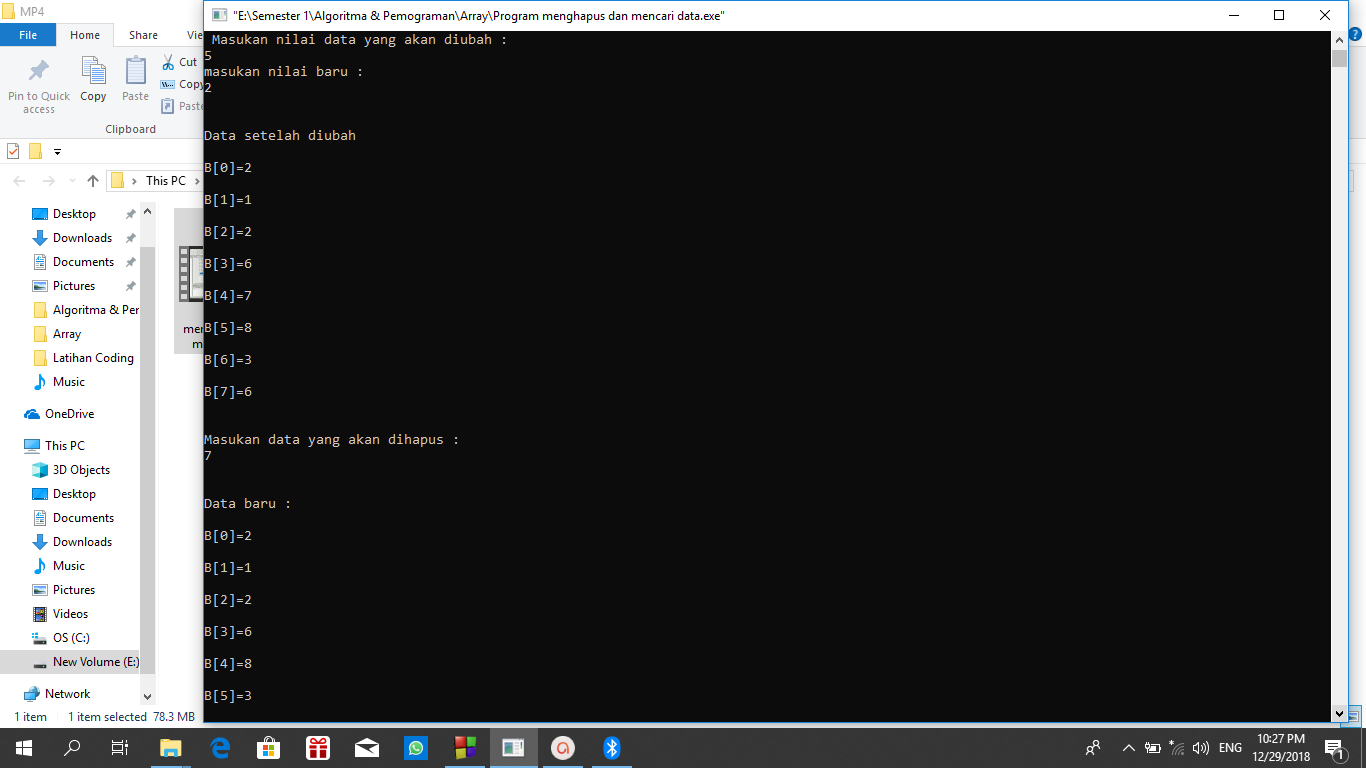 MP4
"E:\Semester 1\Algoritma & Pemograman\Array\Program menghapus dan mencari data.exe"
File Home Share Vie
Pin to Quick access
Copy
Paste
Cut
Copy
Paste
Clipboard
This PC
Desktop
Downloads
Documents
Pictures
Algoritma & Per
Array
Latihan Coding
Music
OneDrive
This PC
3D Objects
Desktop
Documents
Downloads
Music
Pictures
Videos
OS (C:)
New Volume (E:)
Network
1 item 1 item selected 78.3 MB
Masukan nilai data yang akan diubah :
5
masukan nilai baru :
2
Data setelah diubah
B[0]=2
B[1]=1
B[2]=2
B[3]=6
B[4]=7
B[5]=8
B[6]=3
B[7]=6
Masukan data yang akan dihapus :
7
Data baru :
B[0]=2
B[1]=1
B[2]=2
B[3]=6
B[4]=8
B[5]=3
ENG
10:27 PM
12/29/2018
1